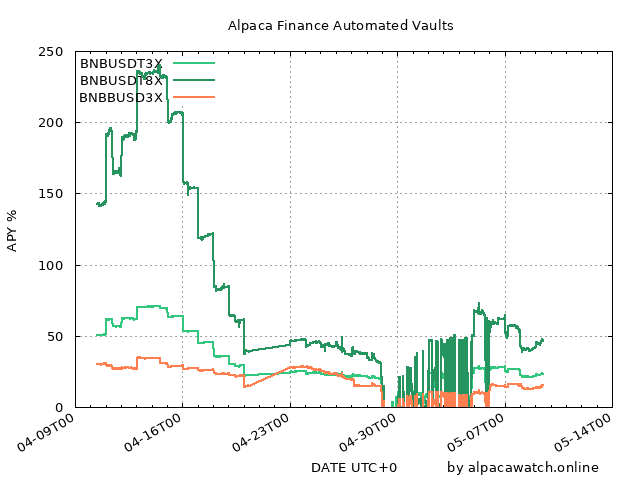 Alpaca Finance Automated Vaults
250
200
150
100
50
0
APY %
BNBUSDT3X
BNBUSDT8X
BNBBUSD3X
04-09T00
04-16T00
04-23T00
04-30T00
05-07T00
05-14T00
DATE UTC+0
by alpacawatch.online